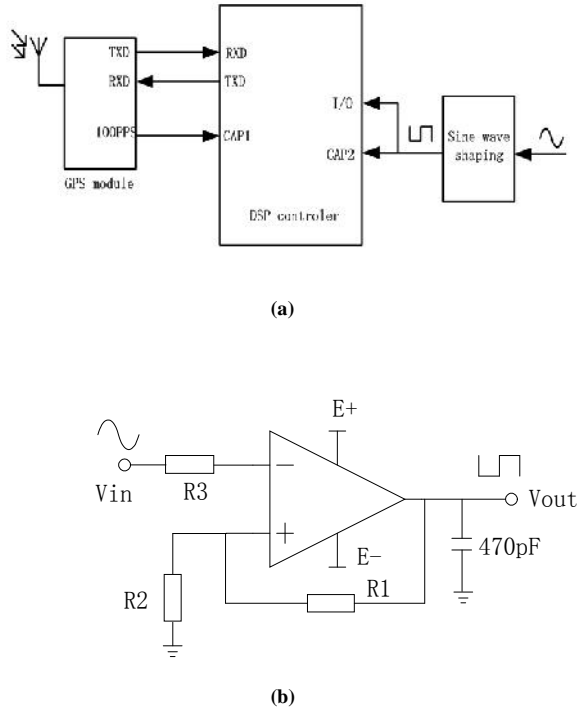 TXD
RXD
RXD
TXD
I/O
100PPS
CAP1
CAP2
Sine wave
shaping
GPS module
DSP controler
(a)
E+
Vin
R3
−
+
Vout
E-
470pF
R2
R1
(b)